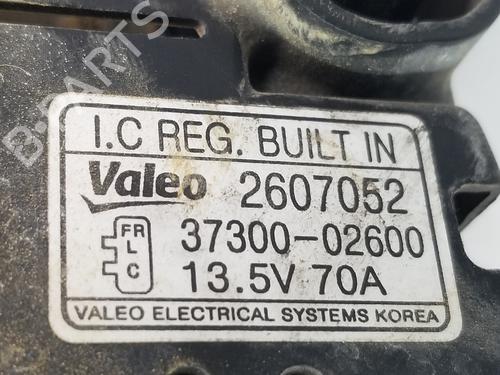 B-PARTS
I.C REG. BUILT IN
Valeo 2607052
FR 37300-02600
L
C 13.5V 70A
VALEO ELECTRICAL SYSTEMS KOREA